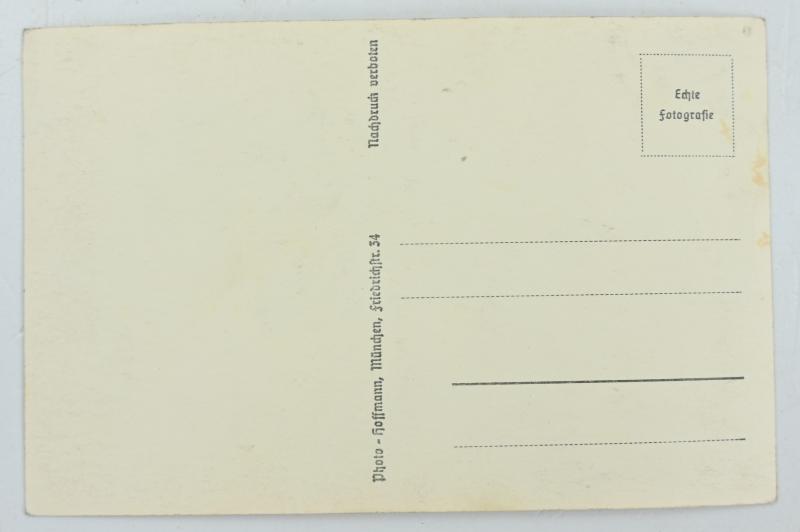 Photo - Hoffmann, München, Friedrichstr. 34
Nachdruck verboten
Echte
Fotografie